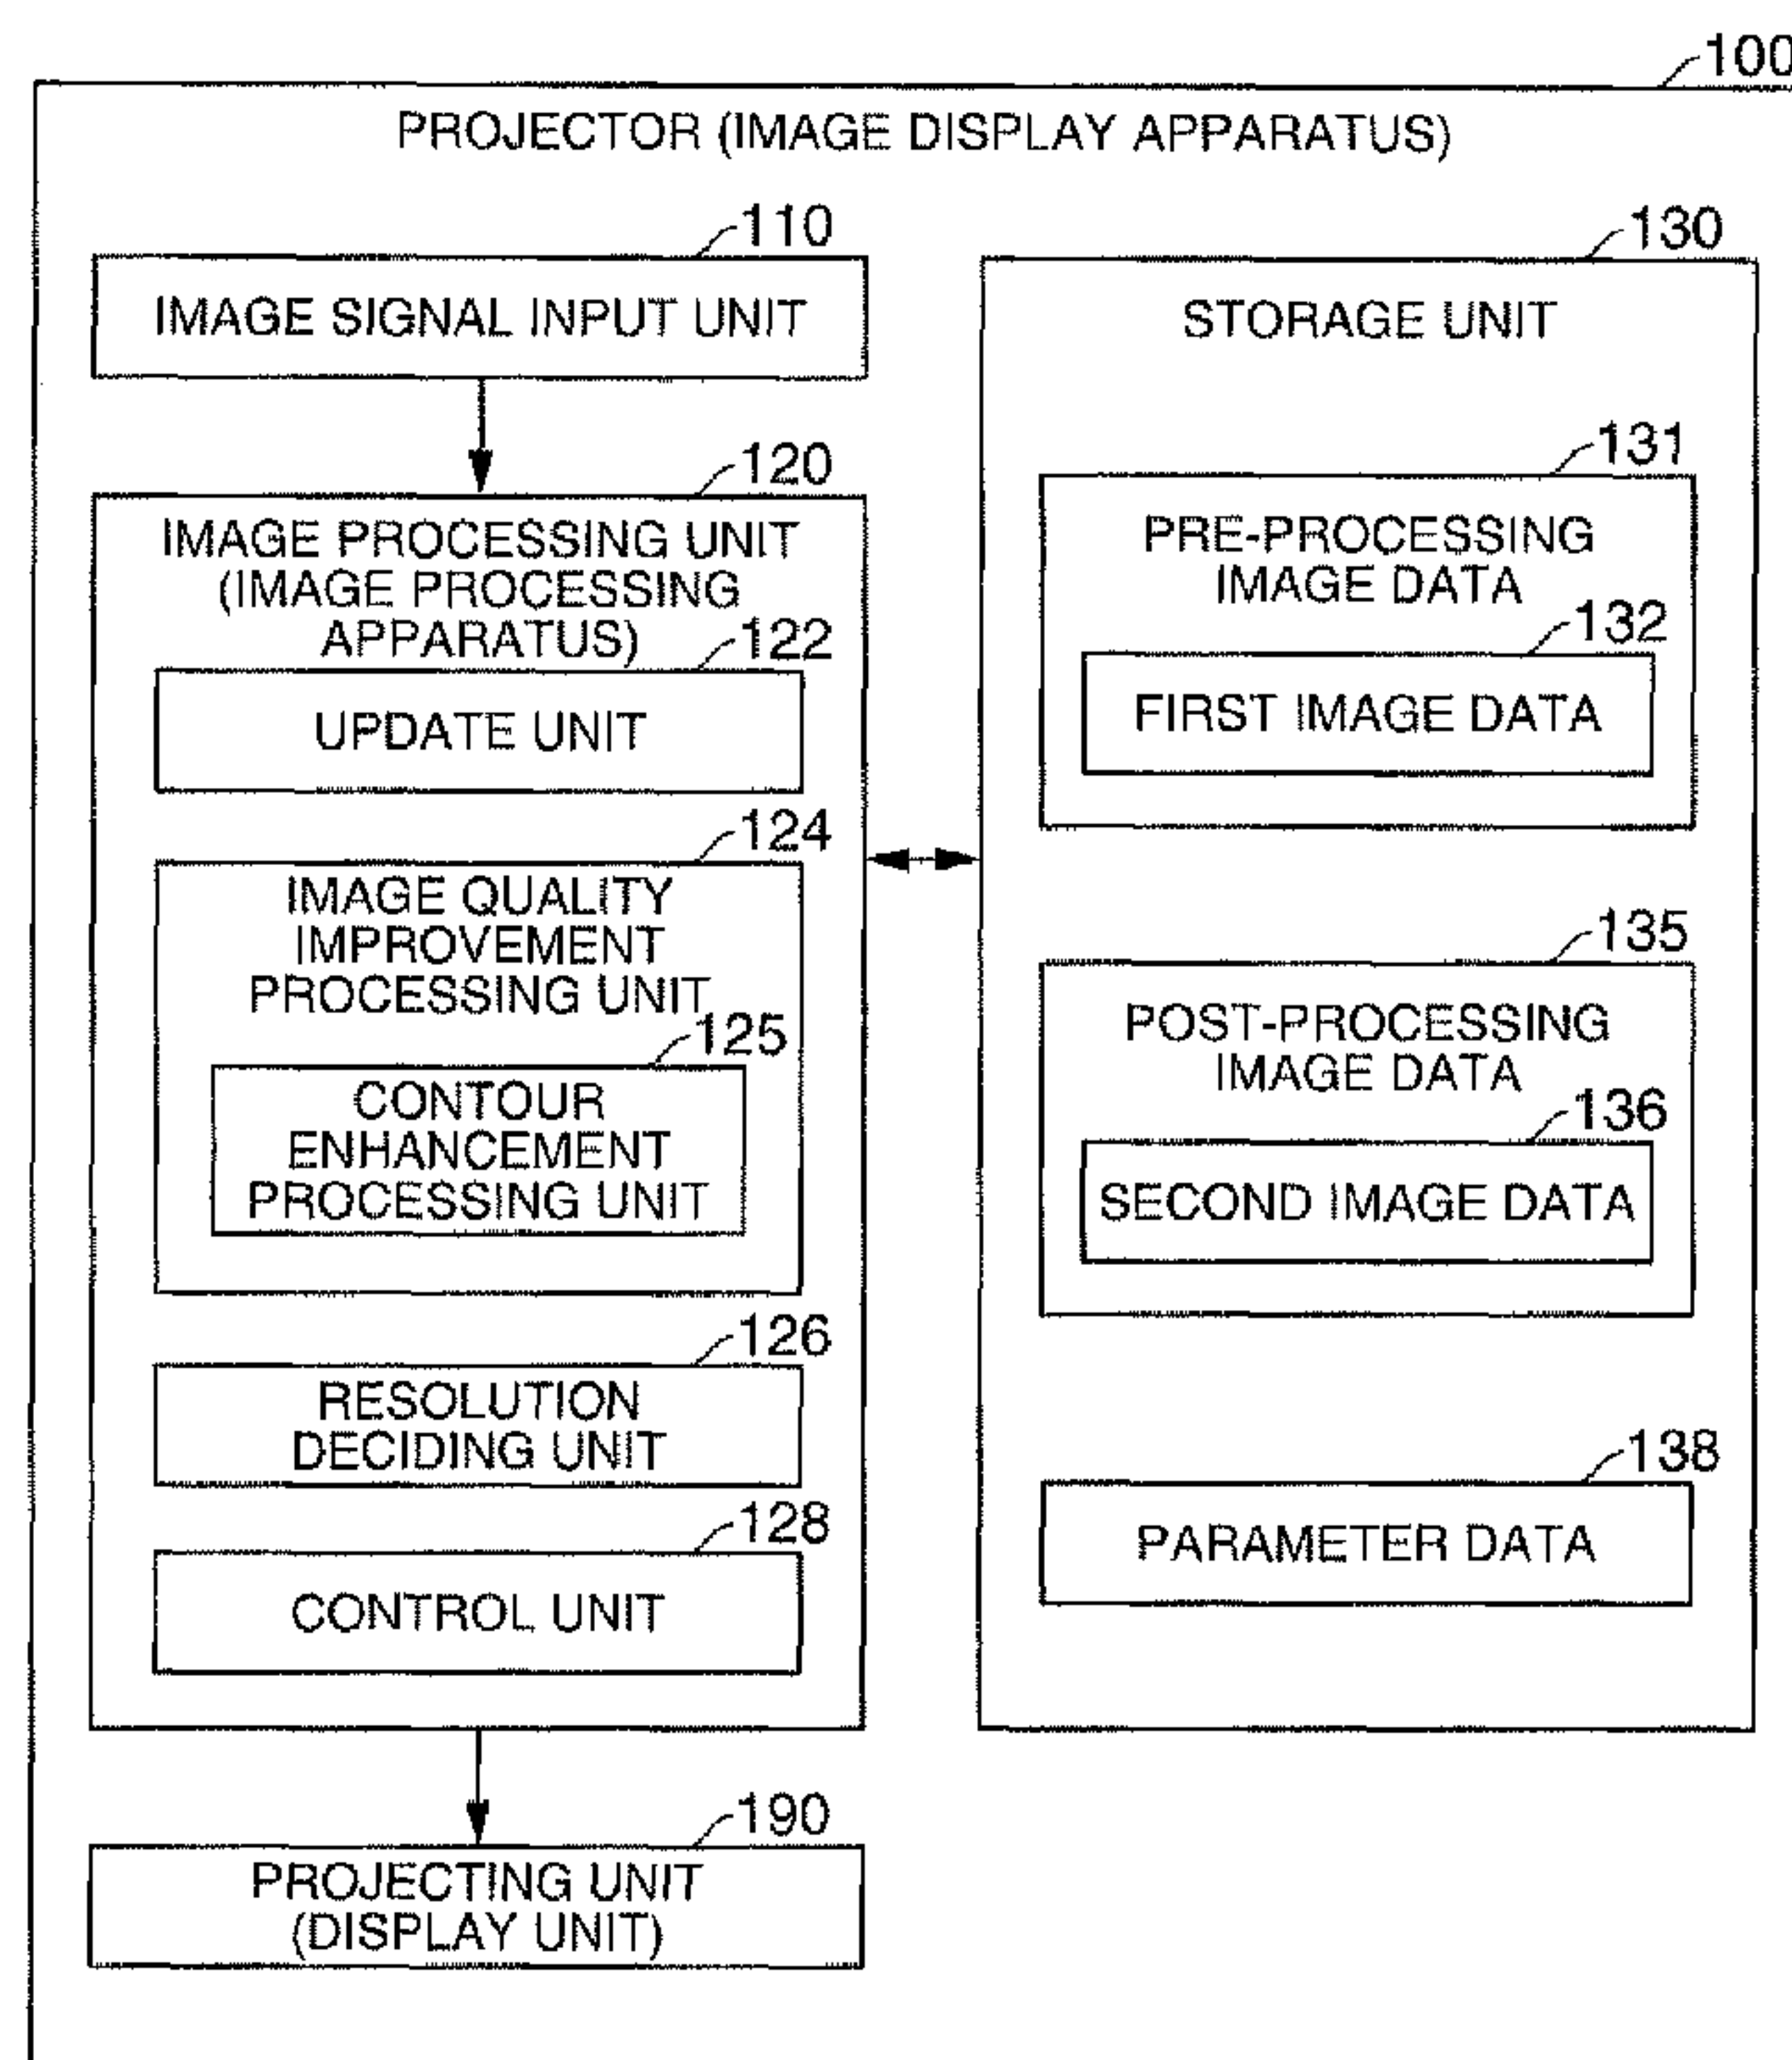 100
PROJECTOR (IMAGE DISPLAY APPARATUS)
110
IMAGE SIGNAL INPUT UNIT
120
IMAGE PROCESSING UNIT
(IMAGE PROCESSING
APPARATUS)
122
UPDATE UNIT
124
IMAGE QUALITY
IMPROVEMENT
PROCESSING UNIT
125
CONTOUR
ENHANCEMENT
PROCESSING UNIT
126
RESOLUTION
DECIDING UNIT
128
CONTROL UNIT
190
PROJECTING UNIT
(DISPLAY UNIT)
130
STORAGE UNIT
131
PRE-PROCESSING
IMAGE DATA
132
FIRST IMAGE DATA
135
POST-PROCESSING
IMAGE DATA
136
SECOND IMAGE DATA
138
PARAMETER DATA